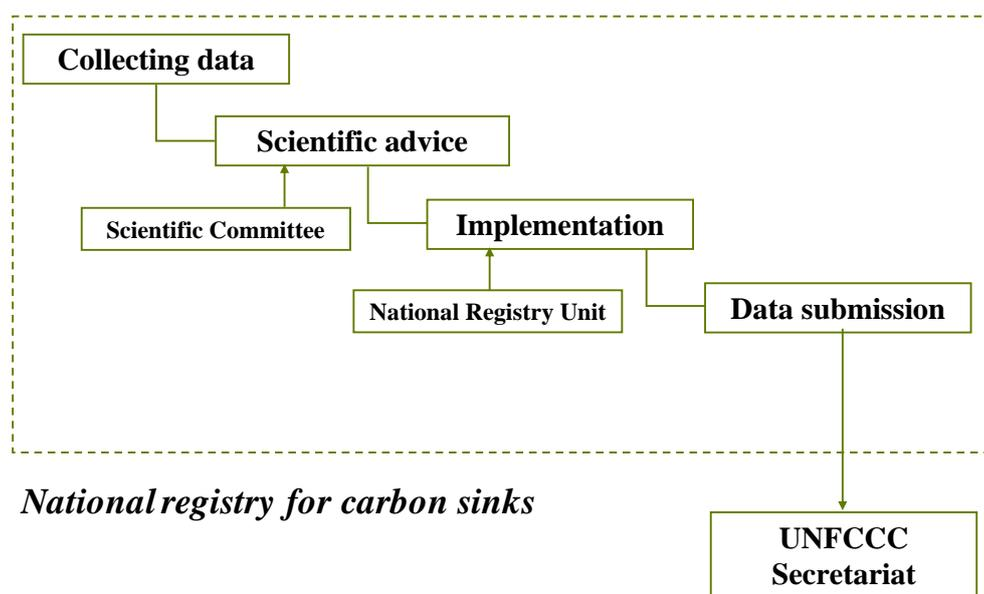 Collecting data
Scientific advice
Scientific Committee
Implementation
National Registry Unit
Data submission
National registry for carbon sinks
UNFCCC
Secretariat